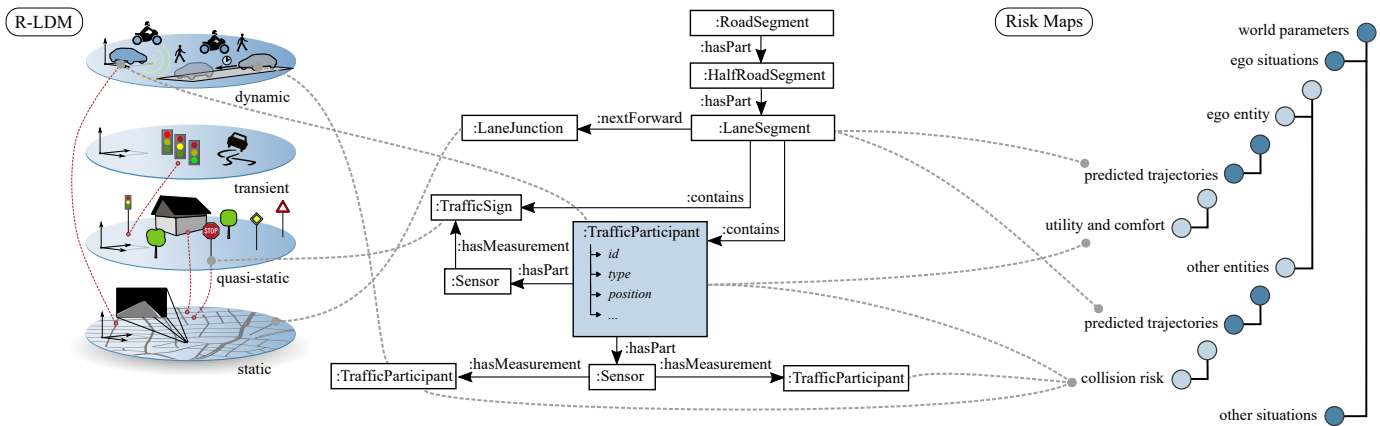 R-LDM
dynamic
transient
STOP
quasi-static
static
:RoadSegment
:hasPart
:HalfRoadSegment
:hasPart
:LaneJunction
:nextForward
:LaneSegment
:contains
:TrafficSign
:contains
:hasMeasurement
:TrafficParticipant
id
type
position
...
:Sensor
:hasPart
:hasPart
:TrafficParticipant
:hasMeasurement
:Sensor
:hasMeasurement
:TrafficParticipant
Risk Maps
world parameters
ego situations
ego entity
predicted trajectories
utility and comfort
other entities
predicted trajectories
collision risk
other situations